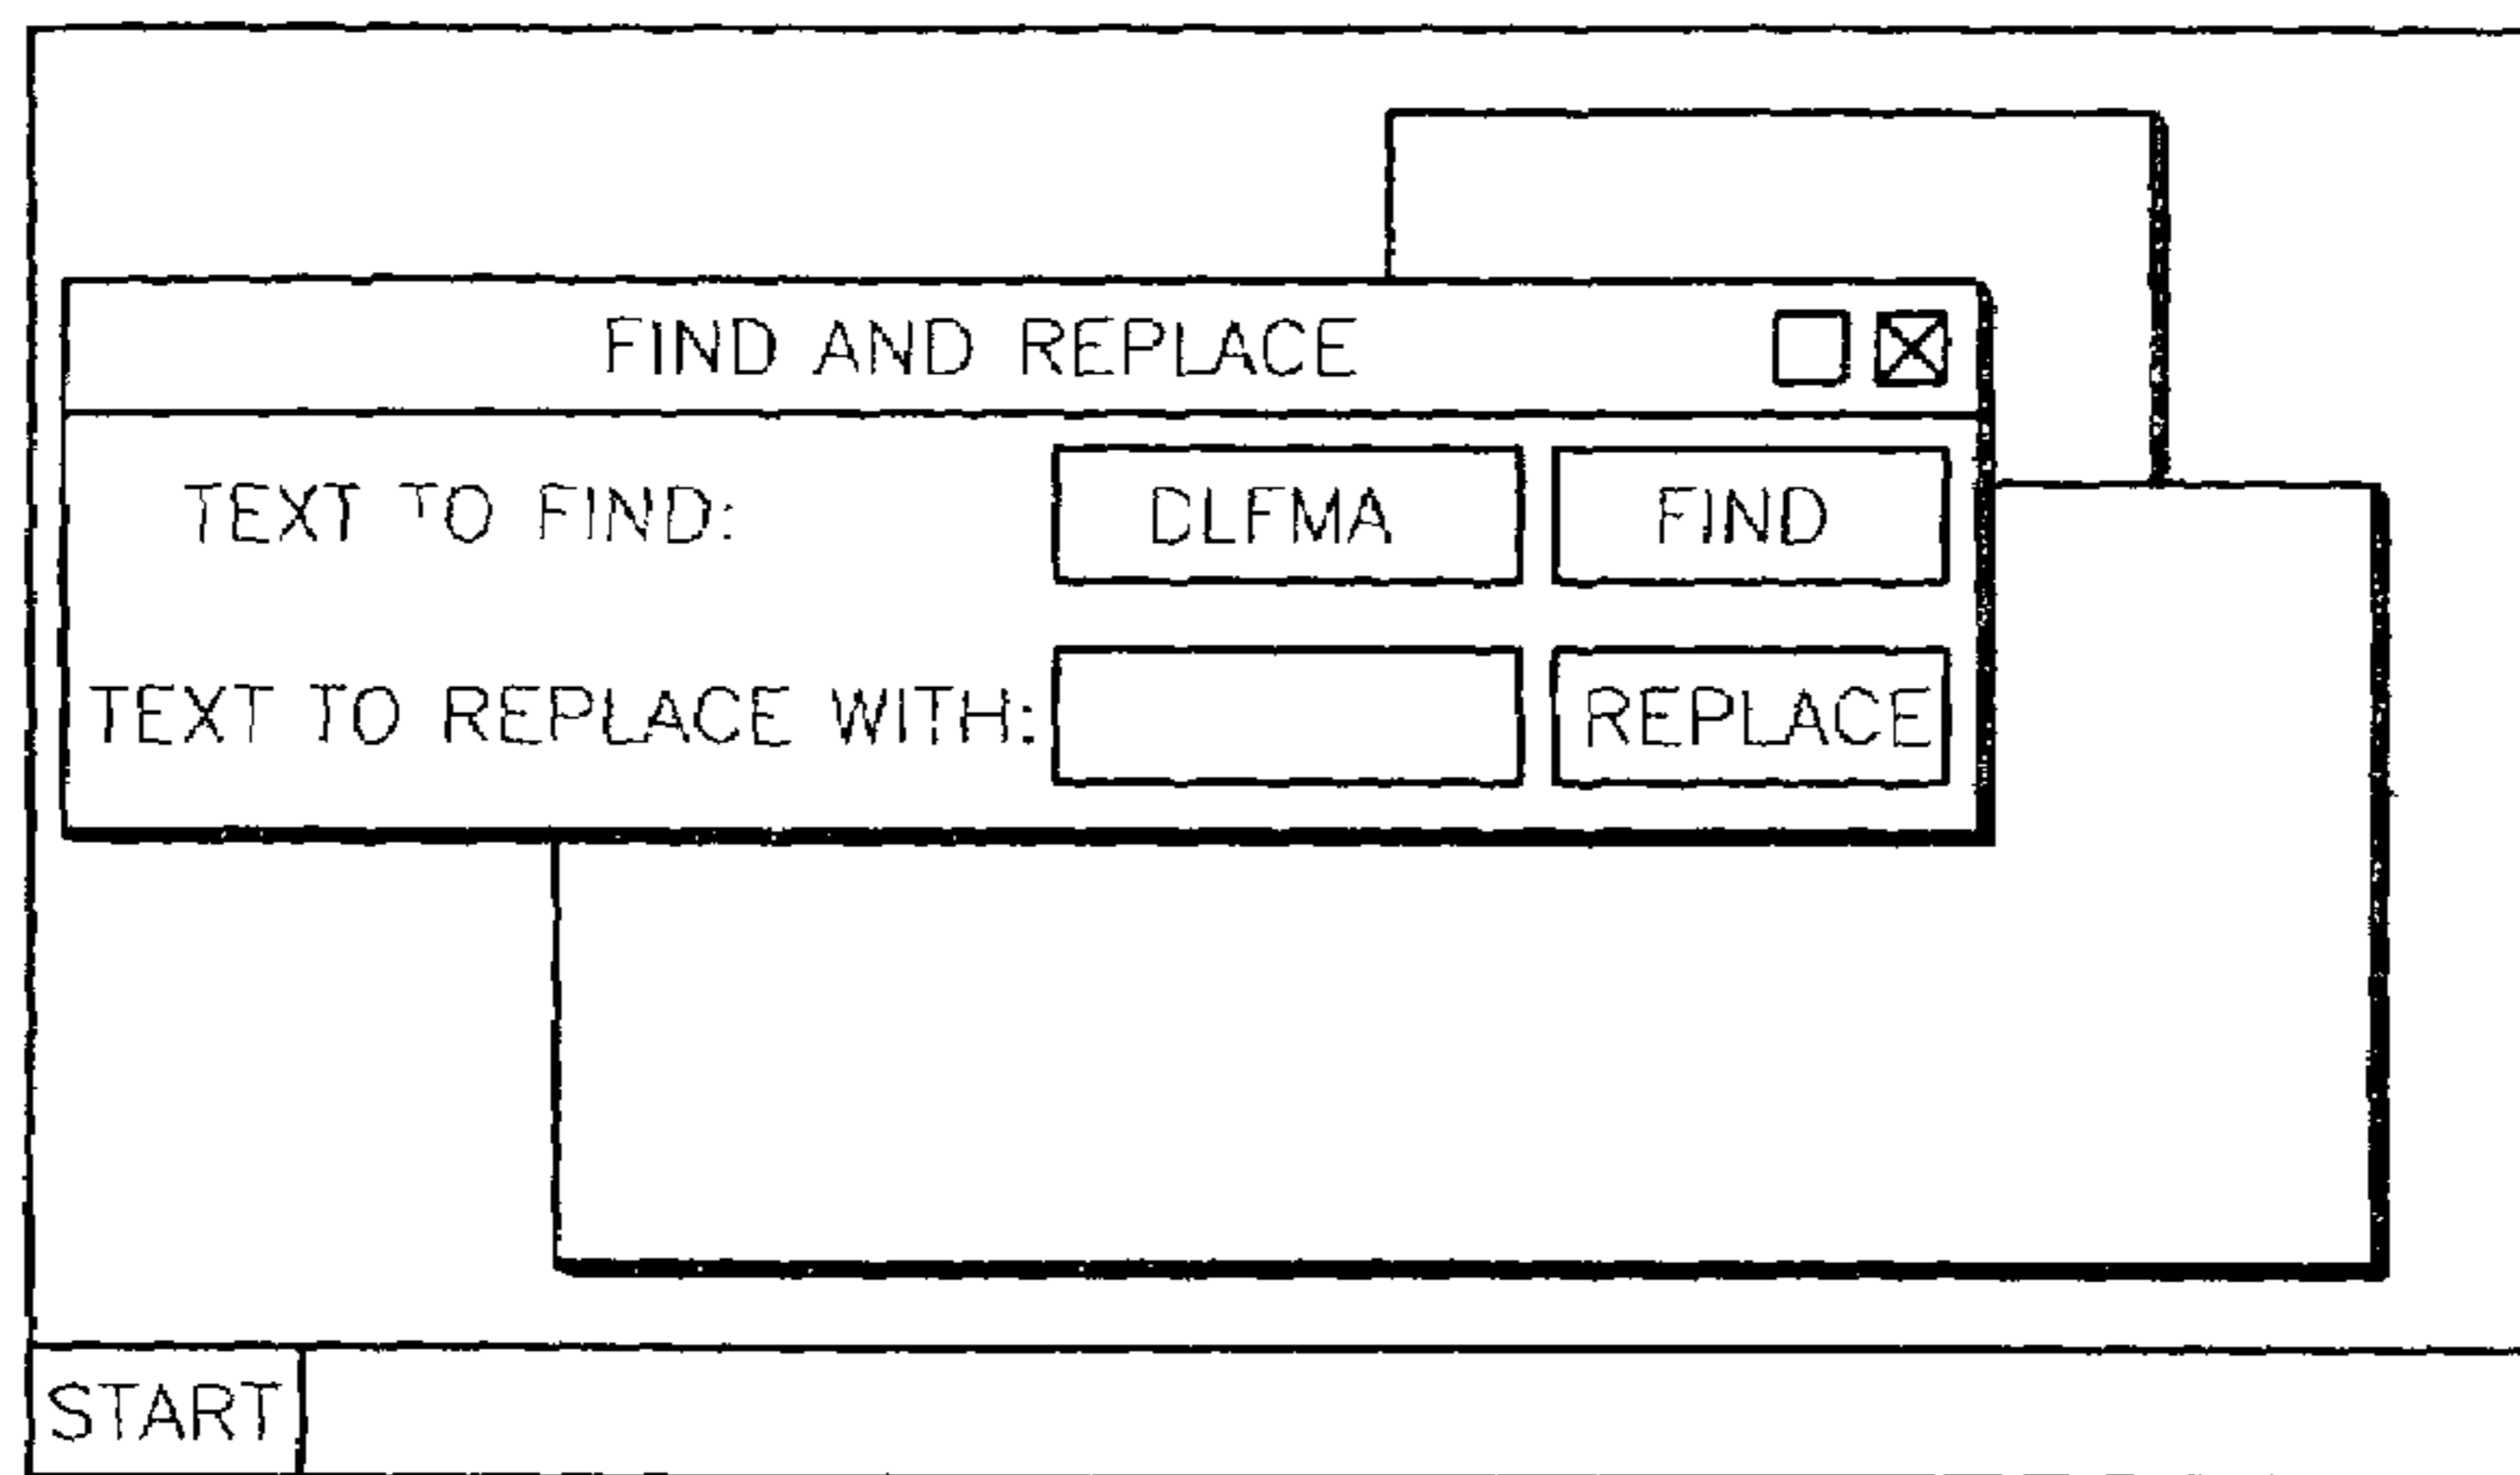 FIND AND REPLACE
TEXT TO FIND: DLFMA FIND
TEXT TO REPLACE WITH: REPLACE
START